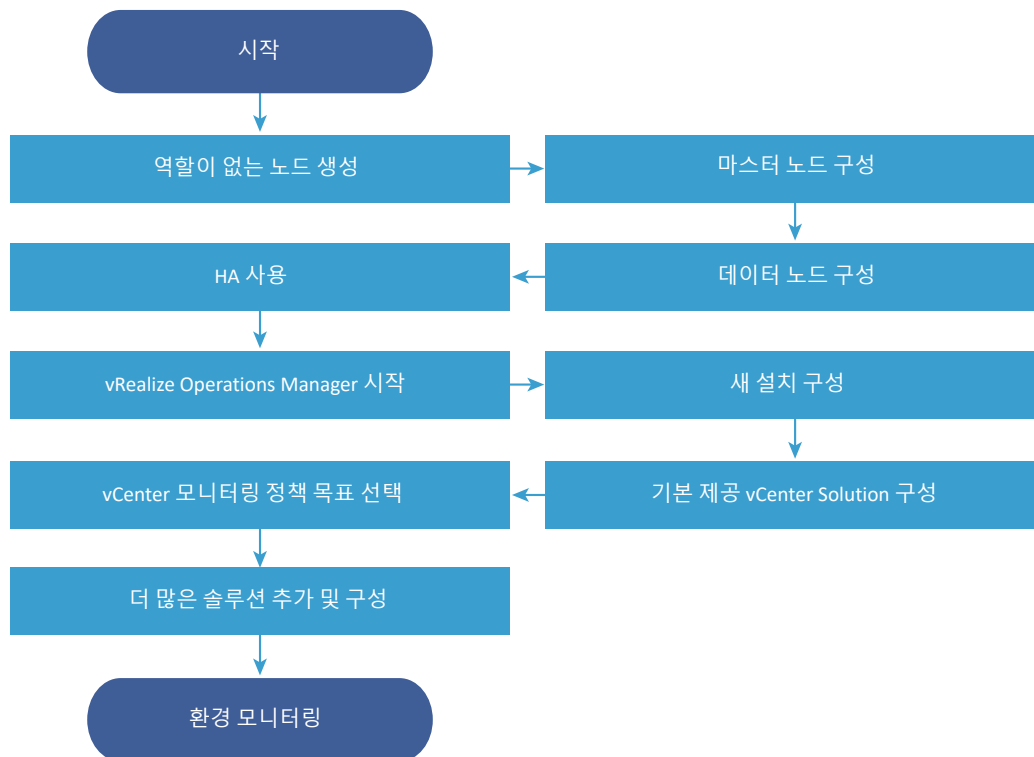 시작
역할이 없는 노드 생성
마스터 노드 구성
HA 사용
데이터 노드 구성
vRealize Operations Manager 시작
새 설치 구성
vCenter 모니터링 정책 목표 선택
기본 제공 vCenter Solution 구성
더 많은 솔루션 추가 및 구성
환경 모니터링